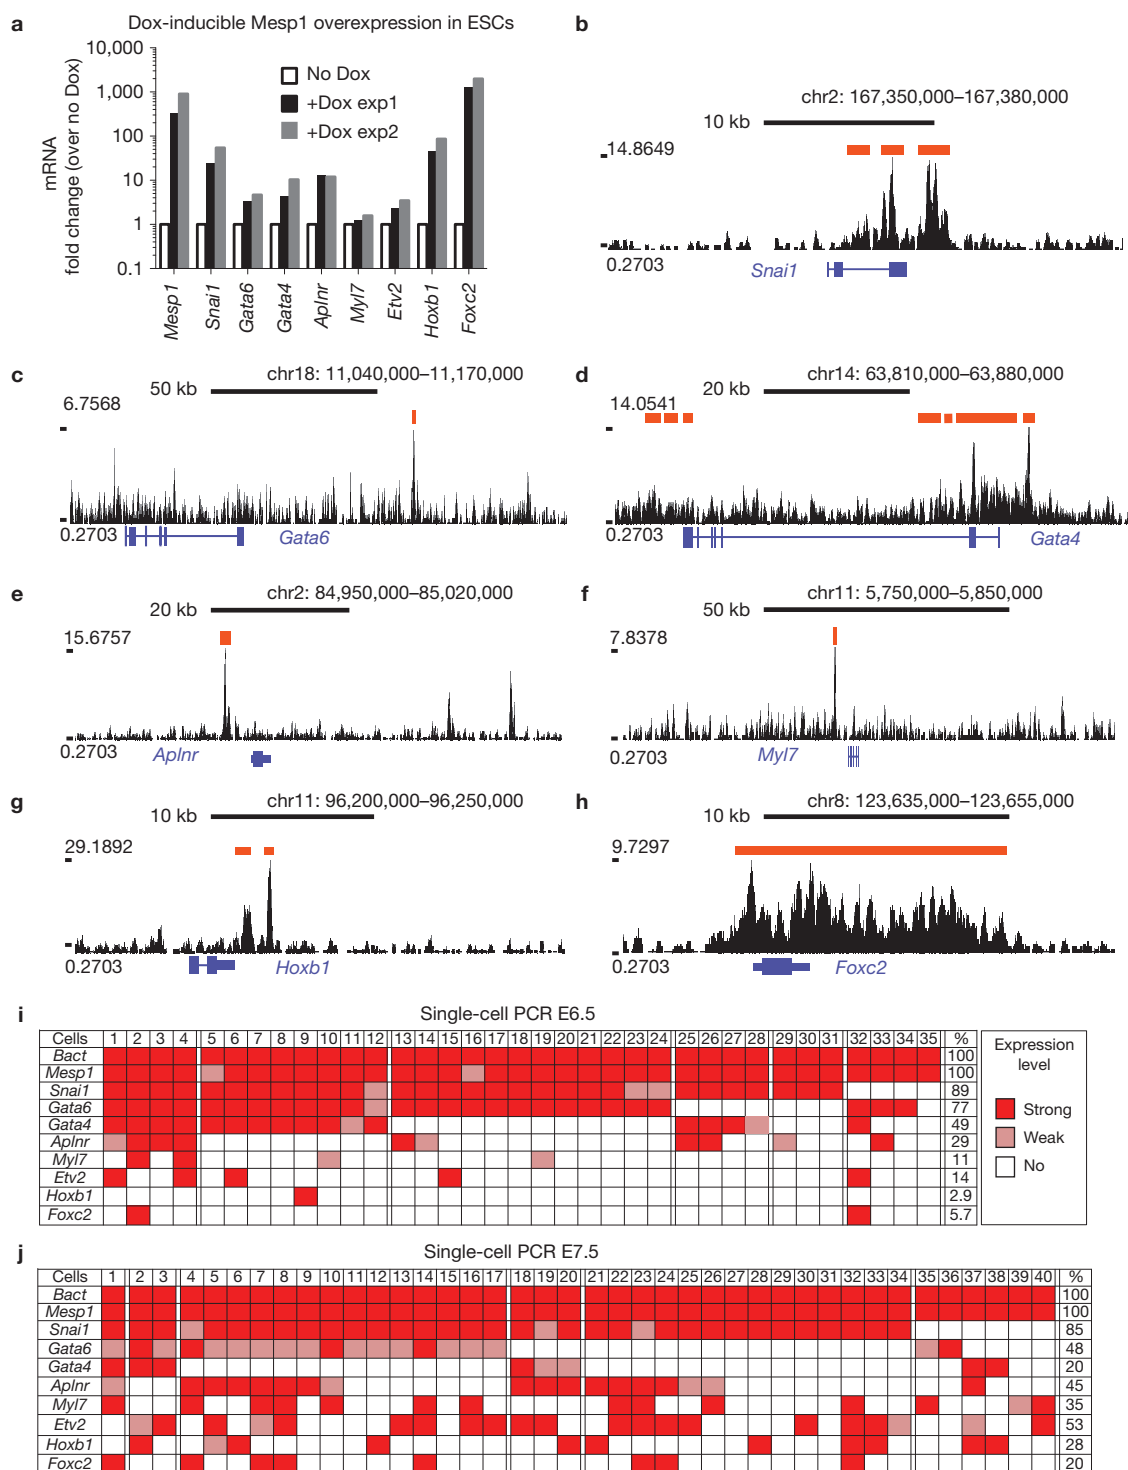 a
Dox-inducible Mesp1 overexpression in ESCs
mRNA
fold change (over no Dox)
10,000
1,000
100
10
1
0.1
No Dox
+Dox exp1
+Dox exp2
Mesp1 Snai1 Gata6 Gata4 Aplnr Myl7 Etv2 Hoxb1 Foxc2
b
chr2: 167,350,000–167,380,000
10 kb
14.8649
0.2703
Snai1
c
chr18: 11,040,000–11,170,000
50 kb
6.7568
0.2703
Gata6
d
chr14: 63,810,000–63,880,000
20 kb
14.0541
0.2703
Gata4
e
chr2: 84,950,000–85,020,000
20 kb
15.6757
0.2703
Aplnr
f
chr11: 5,750,000–5,850,000
50 kb
7.8378
0.2703
Myl7
g
chr11: 96,200,000–96,250,000
10 kb
29.1892
0.2703
Hoxb1
h
chr8: 123,635,000–123,655,000
10 kb
9.7297
0.2703
Foxc2
i
Single-cell PCR E6.5
Cells 1 2 3 4 5 6 7 8 9 10 11 12 13 14 15 16 17 18 19 20 21 22 23 24 25 26 27 28 29 30 31 32 33 34 35 %
Bact 100
Mesp1 100
Snai1 89
Gata6 77
Gata4 49
Aplnr 29
Myl7 11
Etv2 14
Hoxb1 2.9
Foxc2 5.7
Expression
level
Strong
Weak
No
j
Single-cell PCR E7.5
Cells 1 2 3 4 5 6 7 8 9 10 11 12 13 14 15 16 17 18 19 20 21 22 23 24 25 26 27 28 29 30 31 32 33 34 35 36 37 38 39 40 %
Bact 100
Mesp1 100
Snai1 85
Gata6 48
Gata4 20
Aplnr 45
Myl7 35
Etv2 53
Hoxb1 28
Foxc2 20